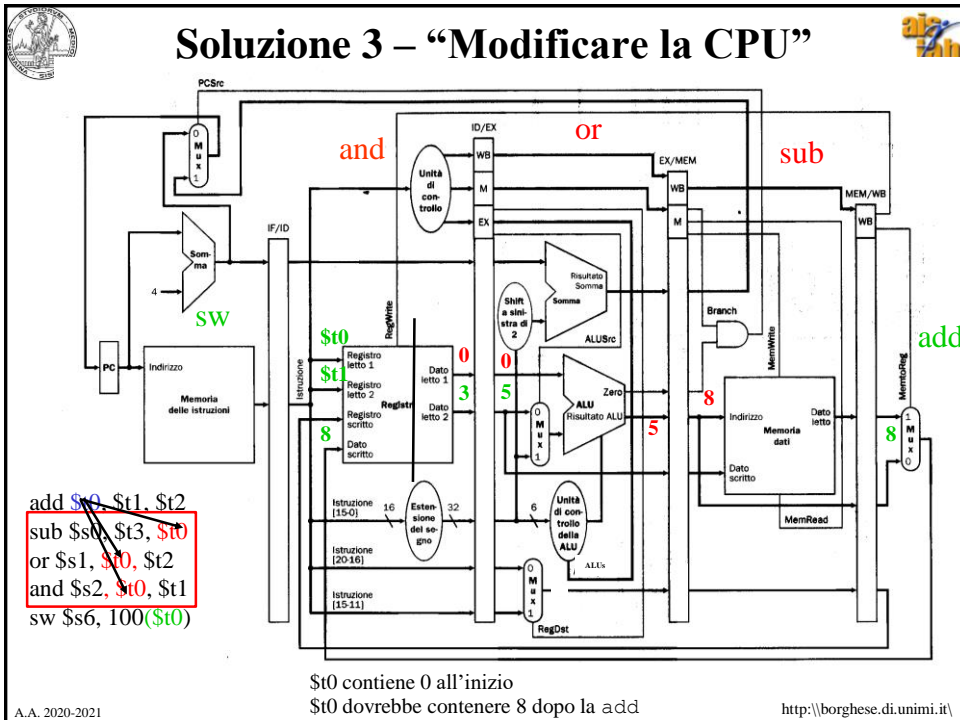 Soluzione 3 – “Modificare la CPU”
PCSrc
0
M
u
x
1
and
or
sub
add
sw
ID/EX
WB
M
EX
EX/MEM
WB
M
MEM/WB
WB
IF/ID
Unità
di
con-
trollo
Som-
ma
4
PC
Indirizzo
Memoria
delle istruzioni
Istruzione
RegWrite
$t0
$t1
8
Registro
letto 1
Registro
letto 2
Registro
scritto
Dato
scritto
Registri
Dato
letto 1
Dato
letto 2
0
3
0
5
Shift
a sini-
stra di
2
Risultato
Somma
Somma
ALUSrc
0
M
u
x
1
Zero
ALU
Risultato ALU
5
8
Branch
MemWrite
Indirizzo
Dato
letto
Memoria
dati
Dato
scritto
MemRead
MemtoReg
8
1
M
u
x
0
Istruzione
[15-0]
16
Esten-
sione
del
segno
32
6
Unità
di con-
trollo
della
ALU
ALUs
Istruzione
[20-16]
Istruzione
[15-11]
0
M
u
x
1
RegDst
add $t0, $t1, $t2
sub $s0, $t3, $t0
or $s1, $t0, $t2
and $s2, $t0, $t1
sw $s6, 100($t0)
$t0 contiene 0 all’inizio
$t0 dovrebbe contenere 8 dopo la add
A.A. 2020-2021
http:\\borghese.di.unimi.it\